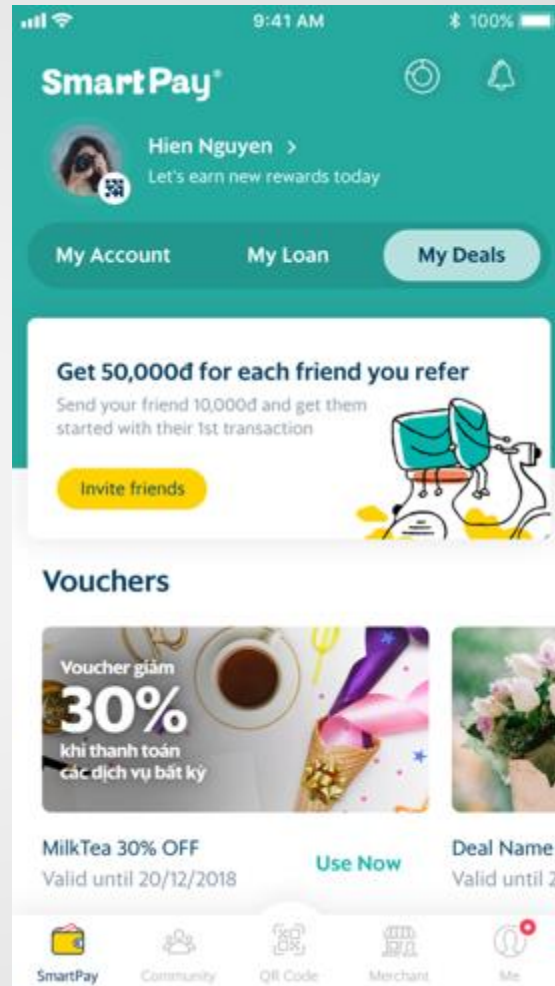 9:41 AM
100%
SmartPay
Hien Nguyen >
Let's earn new rewards today
My Account
My Loan
My Deals
Get 50,000đ for each friend you refer
Send your friend 10,000đ and get them
started with their 1st transaction
Invite friends
Vouchers
Voucher giảm
30%
khi thanh toán
các dịch vụ bất kỳ
MilkTea 30% OFF
Valid until 20/12/2018
Use Now
Deal Name
Valid until 2
SmartPay
Community
QR Code
Merchant
Me